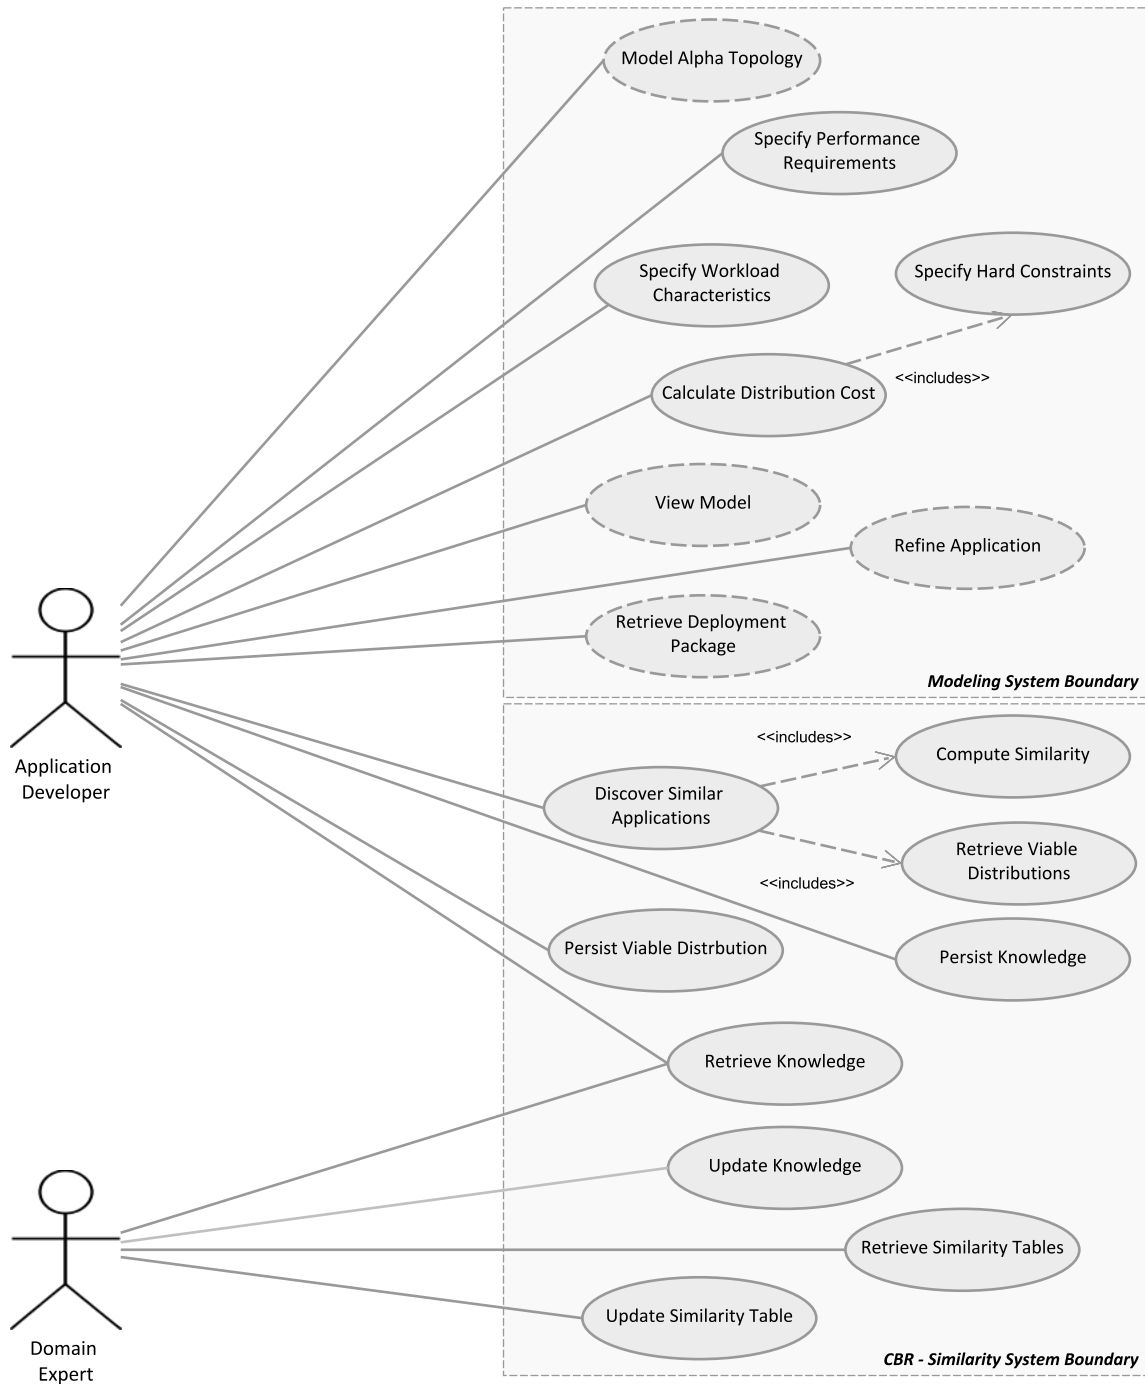 Model Alpha Topology
Specify Performance
Requirements
Specify Workload
Characteristics
Specify Hard Constraints
<<includes>>
Calculate Distribution Cost
View Model
Refine Application
Retrieve Deployment
Package
Modeling System Boundary
Application
Developer
<<includes>>
Compute Similarity
Discover Similar
Applications
Retrieve Viable
Distributions
<<includes>>
Persist Viable Distrbution
Persist Knowledge
Retrieve Knowledge
Update Knowledge
Retrieve Similarity Tables
Update Similarity Table
CBR - Similarity System Boundary
Domain
Expert